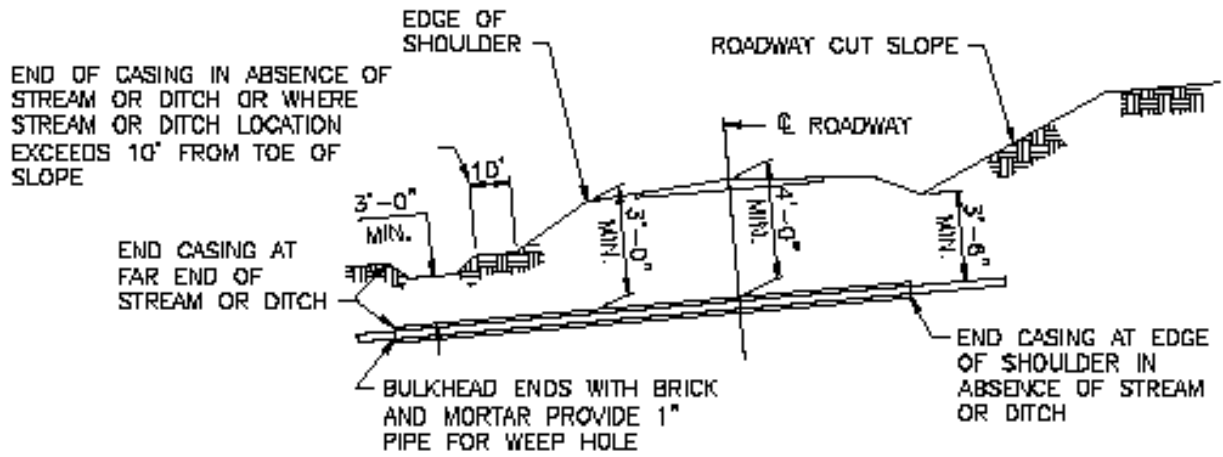 EDGE OF
SHOULDER
ROADWAY CUT SLOPE
END OF CASING IN ABSENCE OF
STREAM OR DITCH OR WHERE
STREAM OR DITCH LOCATION
EXCEEDS 10' FROM TOE OF
SLOPE
℄ ROADWAY
10'
3'-0"
MIN.
3'-0"
MIN.
4'-0"
MIN.
3'-6"
MIN.
END CASING AT
FAR END OF
STREAM OR DITCH
END CASING AT EDGE
OF SHOULDER IN
ABSENCE OF STREAM
OR DITCH
BULKHEAD ENDS WITH BRICK
AND MORTAR PROVIDE 1"
PIPE FOR WEEP HOLE